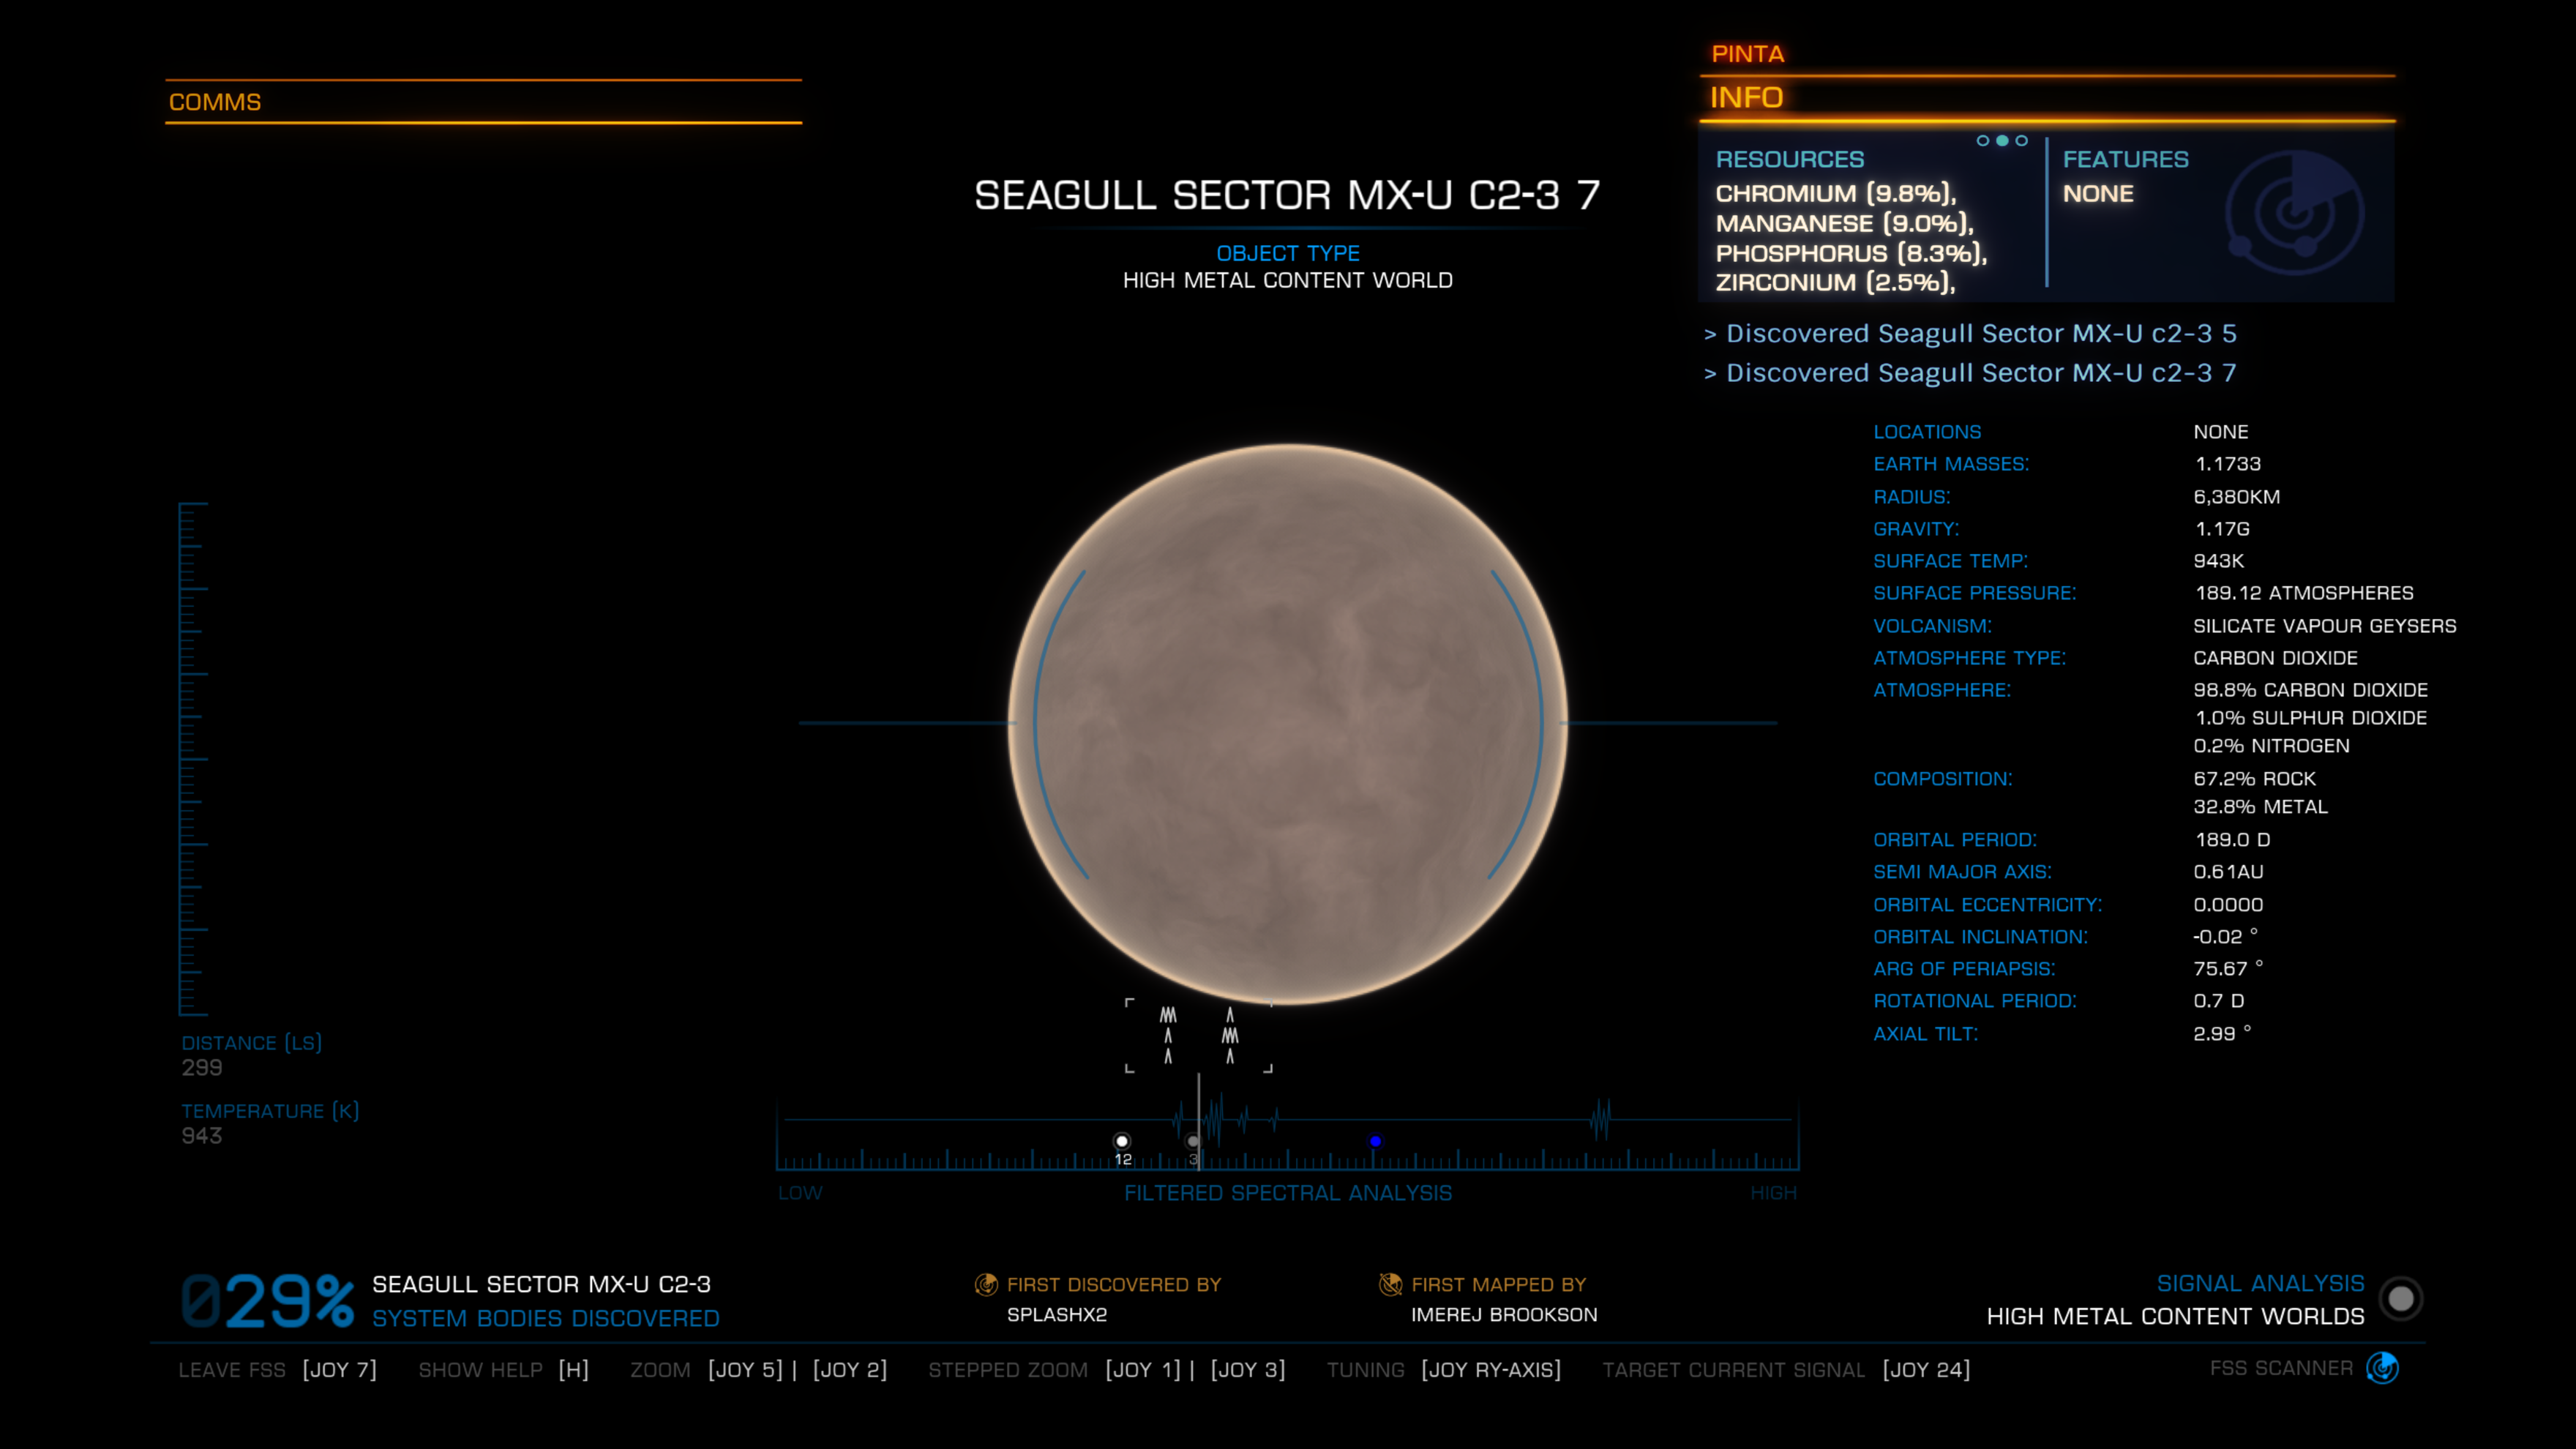 PINTA
COMMS
INFO
RESOURCES
CHROMIUM (9.8%),
MANGANESE (9.0%),
PHOSPHORUS (8.3%),
ZIRCONIUM (2.5%),
FEATURES
NONE
SEAGULL SECTOR MX-U C2-3 7
OBJECT TYPE
HIGH METAL CONTENT WORLD
> Discovered Seagull Sector MX-U c2-3 5
> Discovered Seagull Sector MX-U c2-3 7
LOCATIONS NONE
EARTH MASSES: 1.1733
RADIUS: 6,380KM
GRAVITY: 1.17G
SURFACE TEMP: 943K
SURFACE PRESSURE: 189.12 ATMOSPHERES
VOLCANISM: SILICATE VAPOUR GEYSERS
ATMOSPHERE TYPE: CARBON DIOXIDE
ATMOSPHERE: 98.8% CARBON DIOXIDE
1.0% SULPHUR DIOXIDE
0.2% NITROGEN
COMPOSITION: 67.2% ROCK
32.8% METAL
ORBITAL PERIOD: 189.0 D
SEMI MAJOR AXIS: 0.61AU
ORBITAL ECCENTRICITY: 0.0000
ORBITAL INCLINATION: -0.02 °
ARG OF PERIAPSIS: 75.67 °
ROTATIONAL PERIOD: 0.7 D
AXIAL TILT: 2.99 °
DISTANCE (LS)
299
TEMPERATURE (K)
943
12 3
LOW FILTERED SPECTRAL ANALYSIS HIGH
029% SEAGULL SECTOR MX-U C2-3
SYSTEM BODIES DISCOVERED
FIRST DISCOVERED BY
SPLASHX2
FIRST MAPPED BY
IMEREJ BROOKSON
SIGNAL ANALYSIS
HIGH METAL CONTENT WORLDS
LEAVE FSS [JOY 7] SHOW HELP [H] ZOOM [JOY 5] | [JOY 2] STEPPED ZOOM [JOY 1] | [JOY 3] TUNING [JOY RY-AXIS] TARGET CURRENT SIGNAL [JOY 24] FSS SCANNER